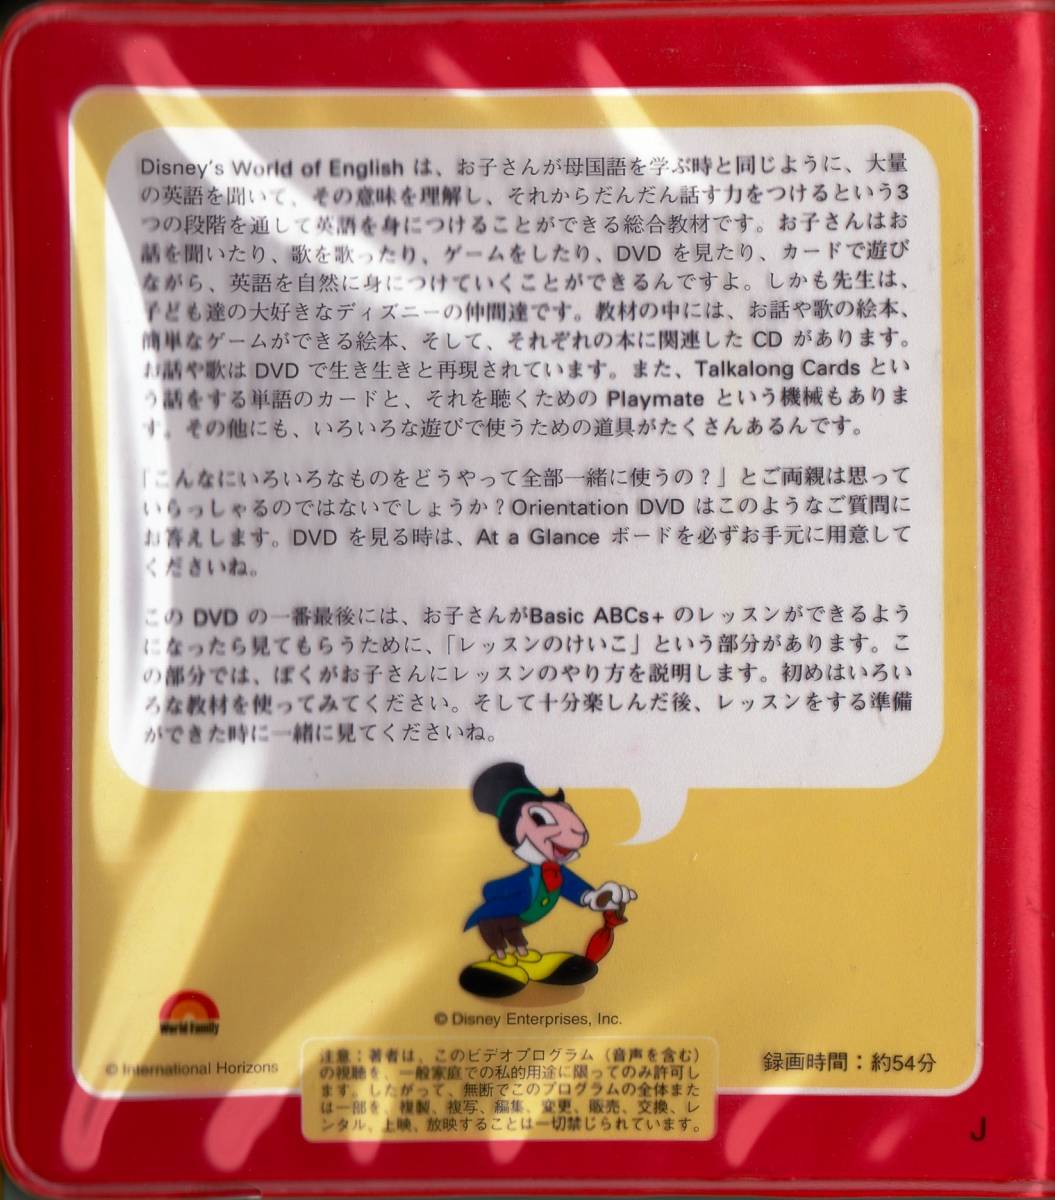 Disney's World of English は、お子さんが母国語を学ぶ時と同じように、大量
の英語を聞いて、その意味を理解し、それからだんだん話す力をつけるという3
つの段階を通して英語を身につけることができる総合教材です。お子さんはお
話を聞いたり、歌を歌ったり、ゲームをしたり、DVD を見たり、カードで遊び
ながら、英語を自然に身につけていくことができるんですよ。しかも先生は、
子ども達の大好きなディズニーの仲間達です。教材の中には、お話や歌の絵本、
簡単なゲームができる絵本、そして、それぞれの本に関連した CD があります。
お話や歌は DVD で生き生きと再現されています。また、Talkalong Cards とい
う話をする単語のカードと、それを聴くための Playmate という機械もありま
す。その他にも、いろいろな遊びで使うための道具がたくさんあるんです。
「こんなにいろいろなものをどうやって全部一緒に使うの？」とご両親は思って
いらっしゃるのではないでしょうか？Orientation DVD はこのようなご質問に
お答えします。DVD を見る時は、At a Glance ボードを必ずお手元に用意して
くださいね。
この DVD の一番最後には、お子さんがBasic ABCs+ のレッスンができるよう
になったら見てもらうために、「レッスンのけいこ」という部分があります。こ
の部分では、ぼくがお子さんにレッスンのやり方を説明します。初めはいろい
ろな教材を使ってみてください。そして十分楽しんだ後、レッスンをする準備
ができた時に一緒に見てくださいね。
© Disney Enterprises, Inc.
World Family
© International Horizons
注意：著者は、このビデオプログラム（音声を含む）
の視聴を、一般家庭での私的用途に限ってのみ許可し
ます。したがって、無断でこのプログラムの全体また
は一部を、複製、複写、編集、変更、販売、交換、レ
ンタル、上映、放映することは一切禁じられています。
録画時間：約54分
J